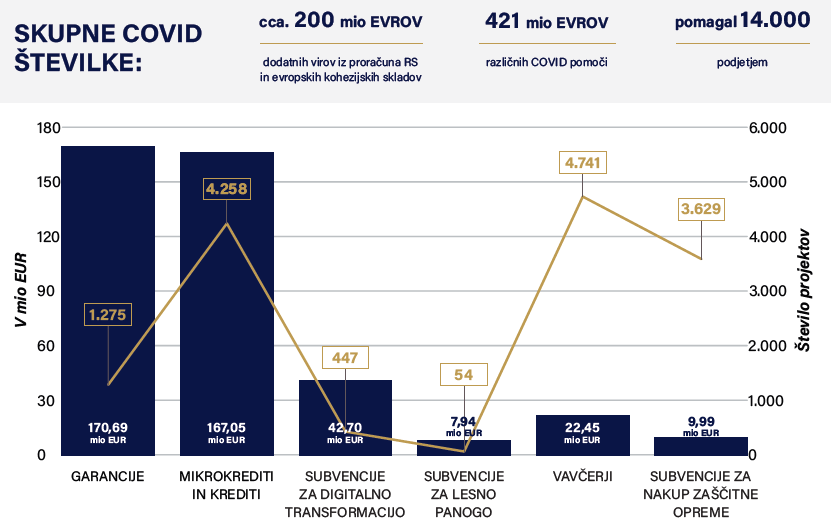 SKUPNE COVID
ŠTEVILKE:
cca. 200 mio EVROV
dodatnih virov iz proračuna RS
in evropskih kohezijskih skladov
421 mio EVROV
različnih COVID pomoči
pomagal 14.000
podjetjem
180
150
120
90
60
30
0
V mio EUR
6.000
5.000
4.000
3.000
2.000
1.000
0
Število projektov
1.275
4.258
447
54
4.741
3.629
170,69
mio EUR
167,05
mio EUR
42,70
mio EUR
7,94
mio EUR
22,45
mio EUR
9,99
mio EUR
GARANCIJE
MIKROKREDITI
IN KREDITI
SUBVENCIJE
ZA DIGITALNO
TRANSFORMACIJO
SUBVENCIJE
ZA LESNO
PANOGO
VAVČERJI
SUBVENCIJE ZA
NAKUP ZAŠČITNE
OPREME